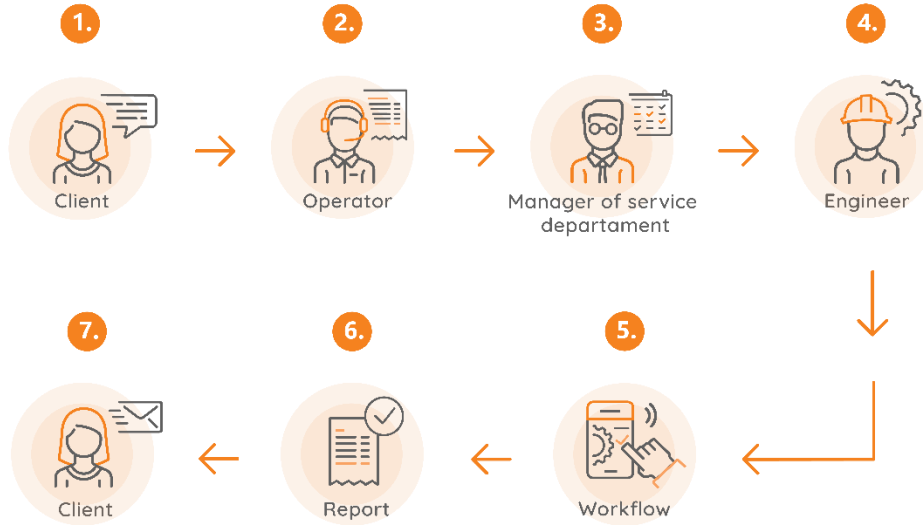 1.
2.
3.
4.
Client
Operator
Manager of service
departament
Engineer
7.
6.
5.
Client
Report
Workflow